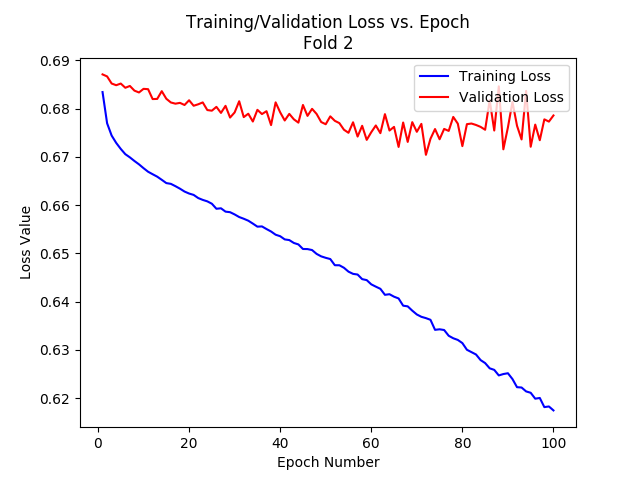 Training/Validation Loss vs. Epoch
Fold 2
Training Loss
Validation Loss
Loss Value
0.69
0.68
0.67
0.66
0.65
0.64
0.63
0.62
0 20 40 60 80 100
Epoch Number